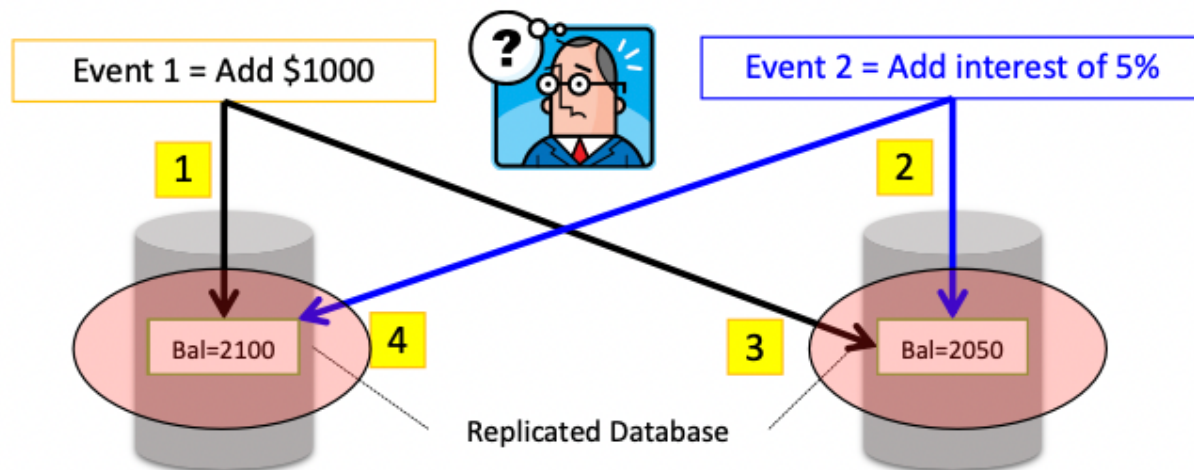 ?
Event 1 = Add $1000
Event 2 = Add interest of 5%
1
2
4
3
Bal=2100
Bal=2050
Replicated Database